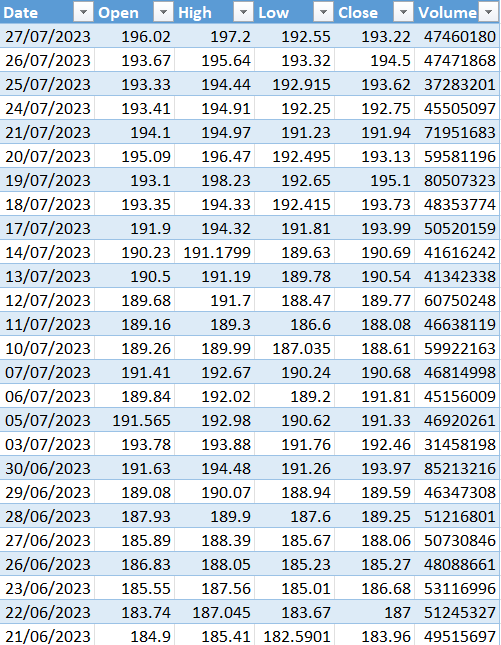 Date Open High Low Close Volume
27/07/2023 196.02 197.2 192.55 193.22 47460180
26/07/2023 193.67 195.64 193.32 194.5 47471868
25/07/2023 193.33 194.44 192.915 193.62 37283201
24/07/2023 193.41 194.91 192.25 192.75 45505097
21/07/2023 194.1 194.97 191.23 191.94 71951683
20/07/2023 195.09 196.47 192.495 193.13 59581196
19/07/2023 193.1 198.23 192.65 195.1 80507323
18/07/2023 193.35 194.33 192.415 193.73 48353774
17/07/2023 191.9 194.32 191.81 193.99 50520159
14/07/2023 190.23 191.1799 189.63 190.69 41616242
13/07/2023 190.5 191.19 189.78 190.54 41342338
12/07/2023 189.68 191.7 188.47 189.77 60750248
11/07/2023 189.16 189.3 186.6 188.08 46638119
10/07/2023 189.26 189.99 187.035 188.61 59922163
07/07/2023 191.41 192.67 190.24 190.68 46814998
06/07/2023 189.84 192.02 189.2 191.81 45156009
05/07/2023 191.565 192.98 190.62 191.33 46920261
03/07/2023 193.78 193.88 191.76 192.46 31458198
30/06/2023 191.63 194.48 191.26 193.97 85213216
29/06/2023 189.08 190.07 188.94 189.59 46347308
28/06/2023 187.93 189.9 187.6 189.25 51216801
27/06/2023 185.89 188.39 185.67 188.06 50730846
26/06/2023 186.83 188.05 185.23 185.27 48088661
23/06/2023 185.55 187.56 185.01 186.68 53116996
22/06/2023 183.74 187.045 183.67 187 51245327
21/06/2023 184.9 185.41 182.5901 183.96 49515697